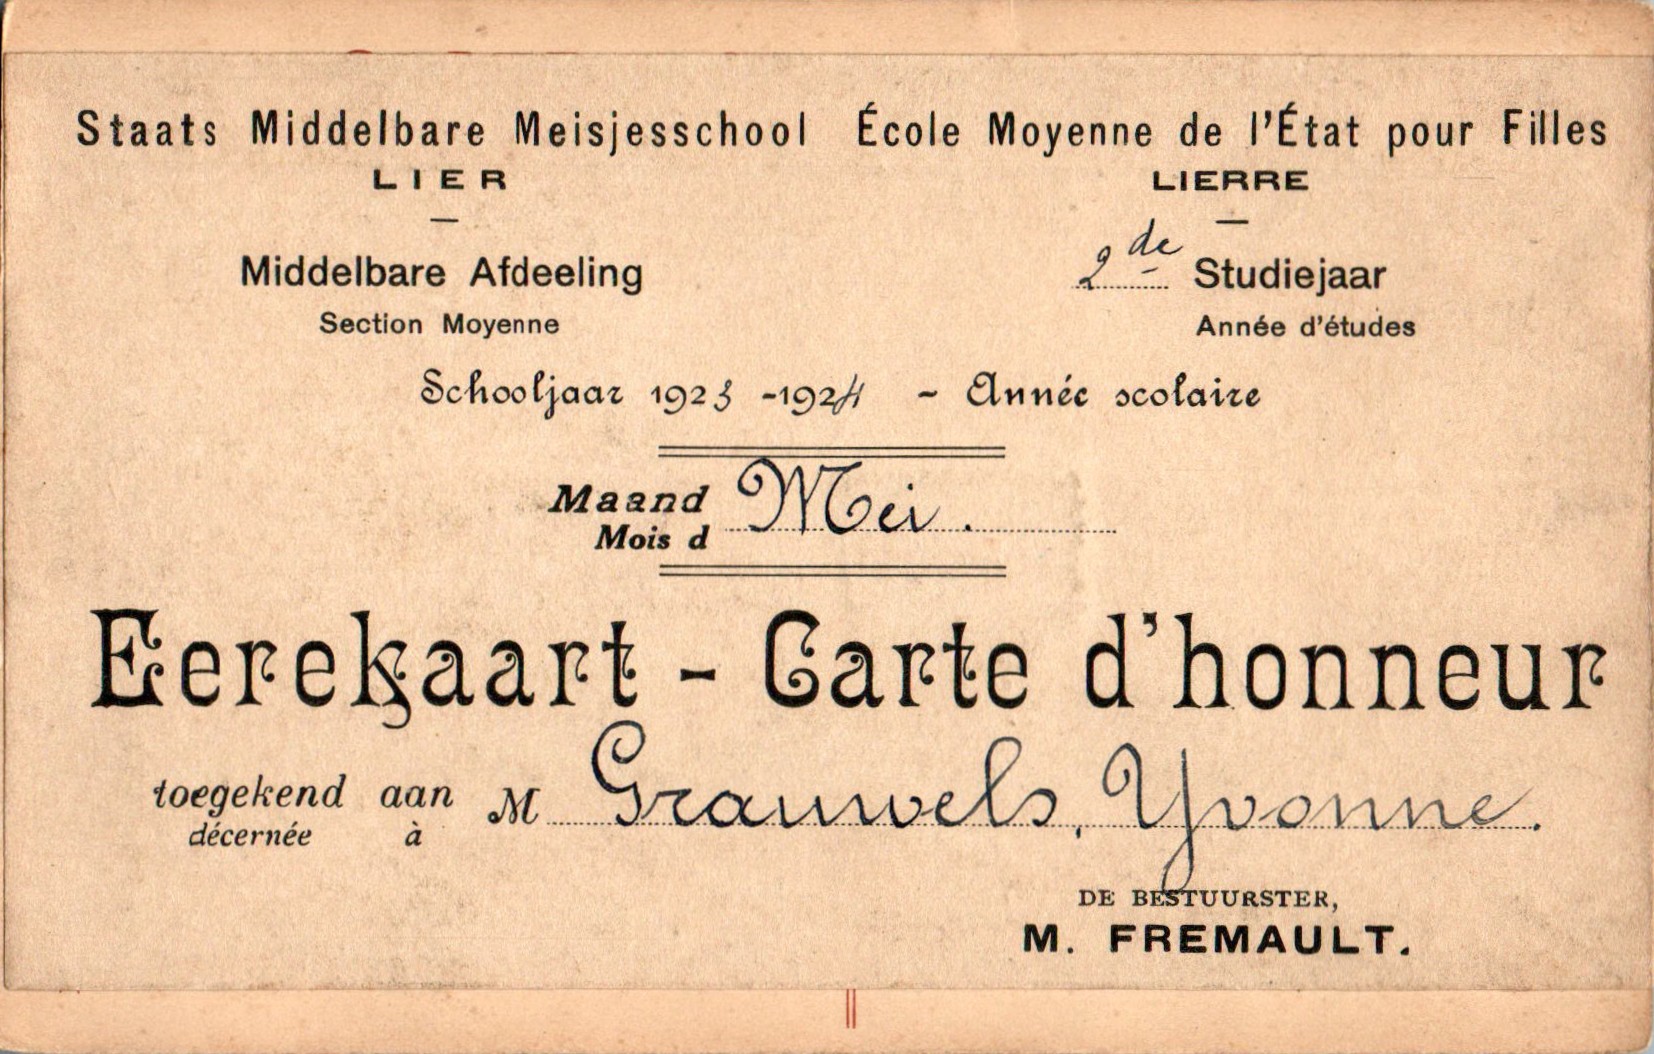 Staats Middelbare Meisjesschool
LIER
École Moyenne de l'État pour Filles
LIERRE
Middelbare Afdeeling
Section Moyenne
2de Studiejaar
Année d'études
Schooljaar 1923-1924 - Année scolaire
Maand Mei.
Mois d
Eerekaart - Carte d'honneur
toegekend aan M Grauwels, Yvonne.
décernée à
DE BESTUURSTER,
M. FREMAULT.